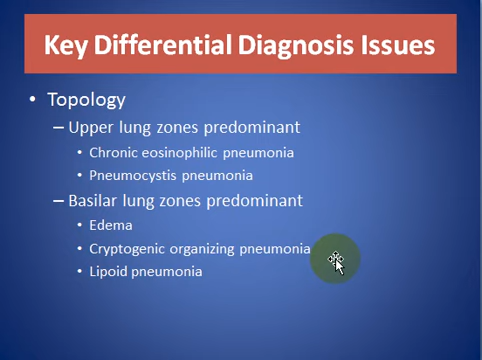 Key Differential Diagnosis Issues
• Topology
– Upper lung zones predominant
• Chronic eosinophilic pneumonia
• Pneumocystis pneumonia
– Basilar lung zones predominant
• Edema
• Cryptogenic organizing pneumonia
• Lipoid pneumonia